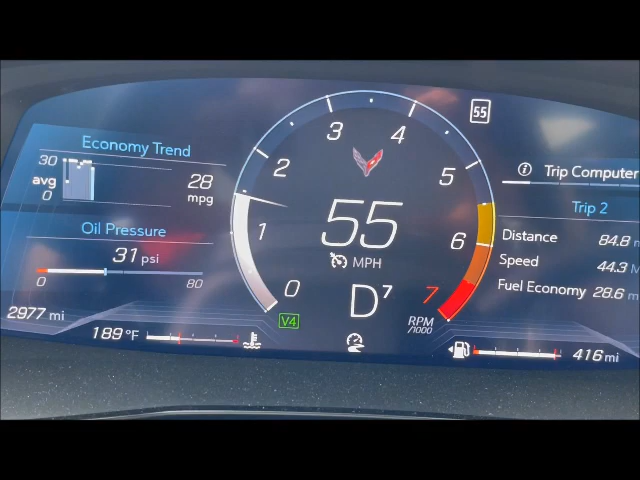 55
Economy Trend
30
avg
0
28
mpg
Oil Pressure
31 psi
0
80
2977 mi
189 °F
0
1
2
3
4
5
6
7
55
MPH
D7
RPM
/1000
V4
Trip Computer
Trip 2
Distance 84.8
Speed 44.3
Fuel Economy 28.6
416 mi